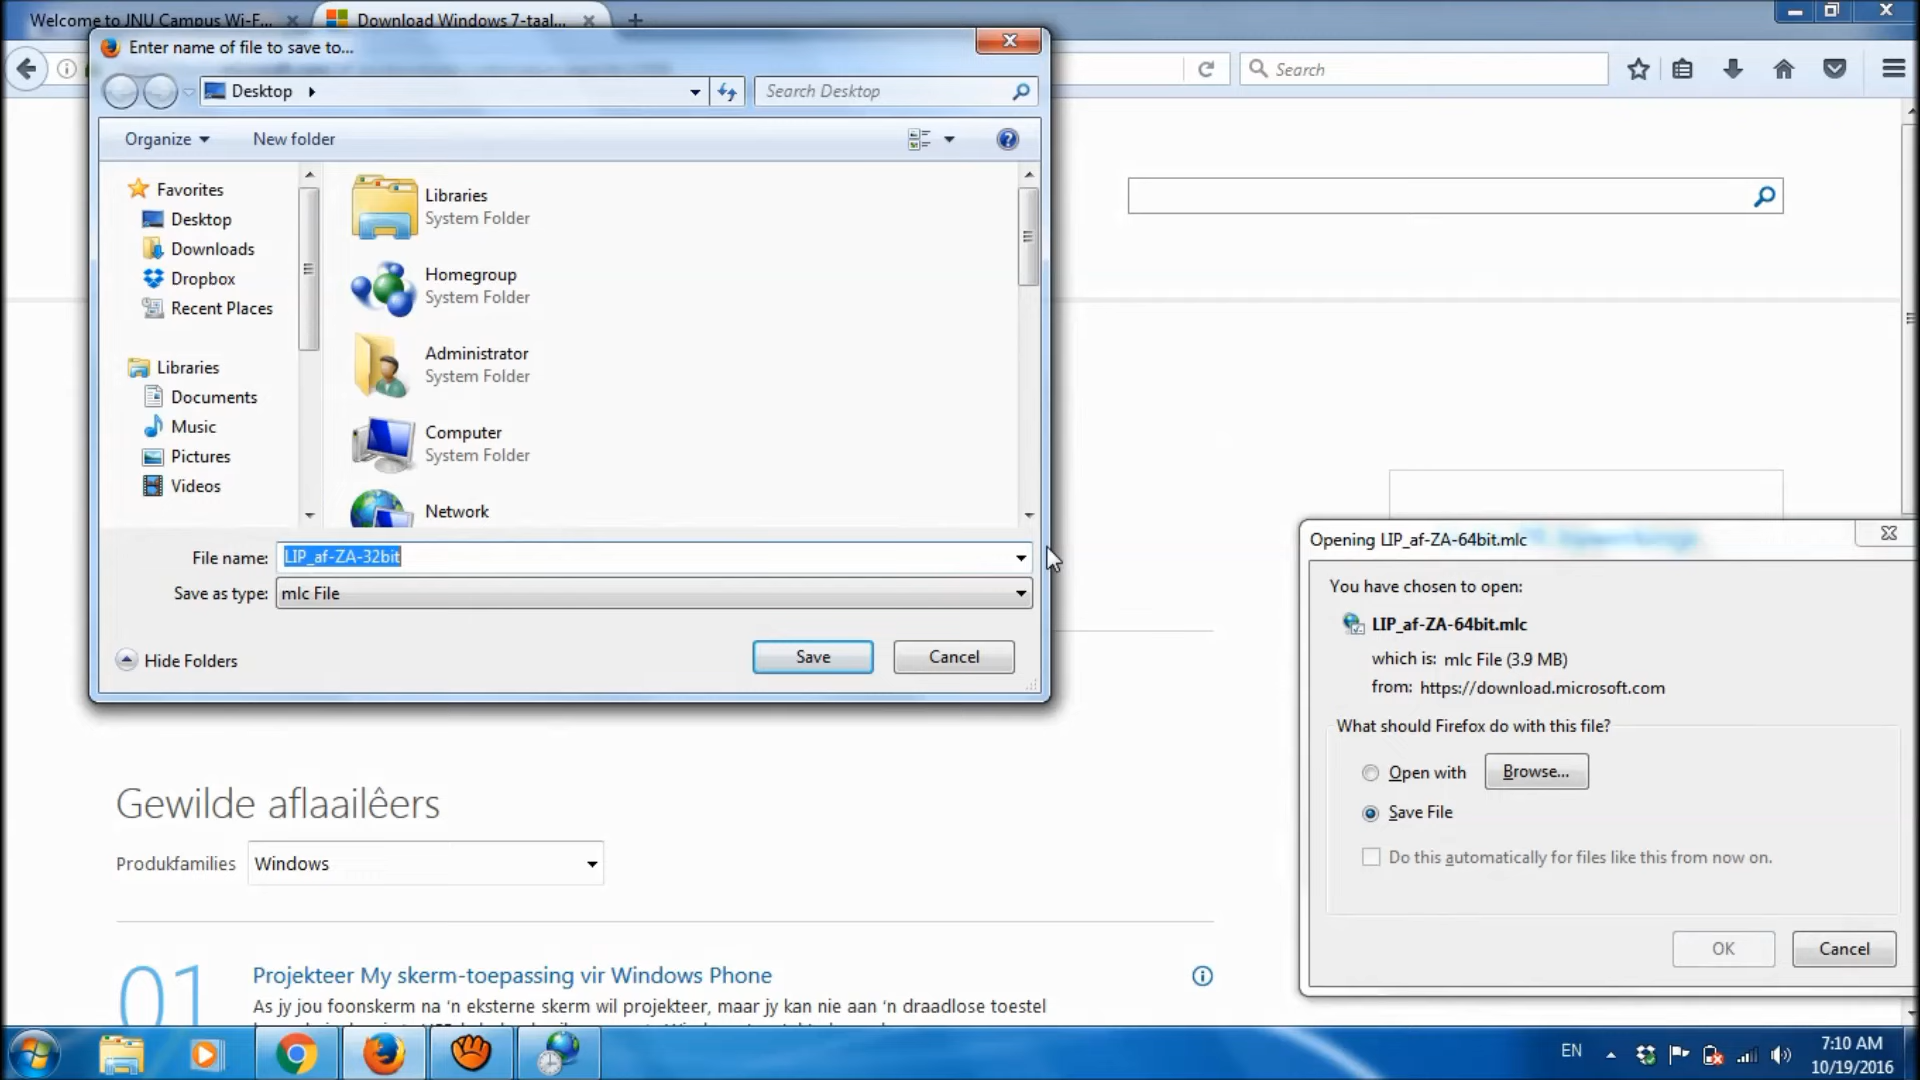 Welcome to JNU Campus Wi-F...
Download Windows 7-taal...
Enter name of file to save to...
Desktop
Search Desktop
Search
Organize
New folder
Favorites
Desktop
Downloads
Dropbox
Recent Places
Libraries
Documents
Music
Pictures
Videos
Libraries
System Folder
Homegroup
System Folder
Administrator
System Folder
Computer
System Folder
Network
File name: LIP_af-ZA-32bit
Save as type: mlc File
Hide Folders
Save
Cancel
Opening LIP_af-ZA-64bit.mlc
You have chosen to open:
LIP_af-ZA-64bit.mlc
which is: mlc File (3.9 MB)
from: https://download.microsoft.com
What should Firefox do with this file?
Open with
Browse...
Save File
Do this automatically for files like this from now on.
OK
Cancel
Gewilde aflaailêers
Produkfamilies
Windows
01
Projekteer My skerm-toepassing vir Windows Phone
As jy jou foonskerm na 'n eksterne skerm wil projekteer, maar jy kan nie aan 'n draadlose toestel
EN
7:10 AM
10/19/2016